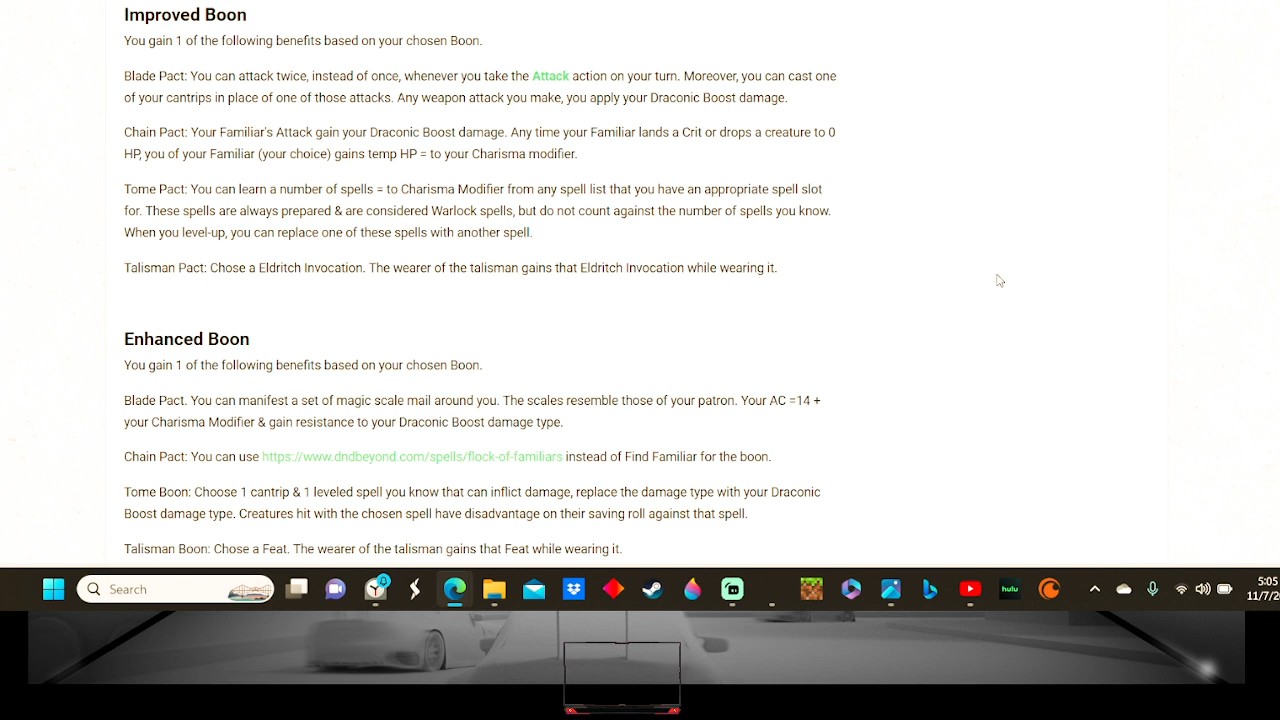 Improved Boon
You gain 1 of the following benefits based on your chosen Boon.
Blade Pact: You can attack twice, instead of once, whenever you take the Attack action on your turn. Moreover, you can cast one
of your cantrips in place of one of those attacks. Any weapon attack you make, you apply your Draconic Boost damage.
Chain Pact: Your Familiar's Attack gain your Draconic Boost damage. Any time your Familiar lands a Crit or drops a creature to 0
HP, you of your Familiar (your choice) gains temp HP = to your Charisma modifier.
Tome Pact: You can learn a number of spells = to Charisma Modifier from any spell list that you have an appropriate spell slot
for. These spells are always prepared & are considered Warlock spells, but do not count against the number of spells you know.
When you level-up, you can replace one of these spells with another spell.
Talisman Pact: Chose a Eldritch Invocation. The wearer of the talisman gains that Eldritch Invocation while wearing it.
Enhanced Boon
You gain 1 of the following benefits based on your chosen Boon.
Blade Pact. You can manifest a set of magic scale mail around you. The scales resemble those of your patron. Your AC =14 +
your Charisma Modifier & gain resistance to your Draconic Boost damage type.
Chain Pact: You can use https://www.dndbeyond.com/spells/flock-of-familiars instead of Find Familiar for the boon.
Tome Boon: Choose 1 cantrip & 1 leveled spell you know that can inflict damage, replace the damage type with your Draconic
Boost damage type. Creatures hit with the chosen spell have disadvantage on their saving roll against that spell.
Talisman Boon: Chose a Feat. The wearer of the talisman gains that Feat while wearing it.
Search
hulu
5:05
11/7/2